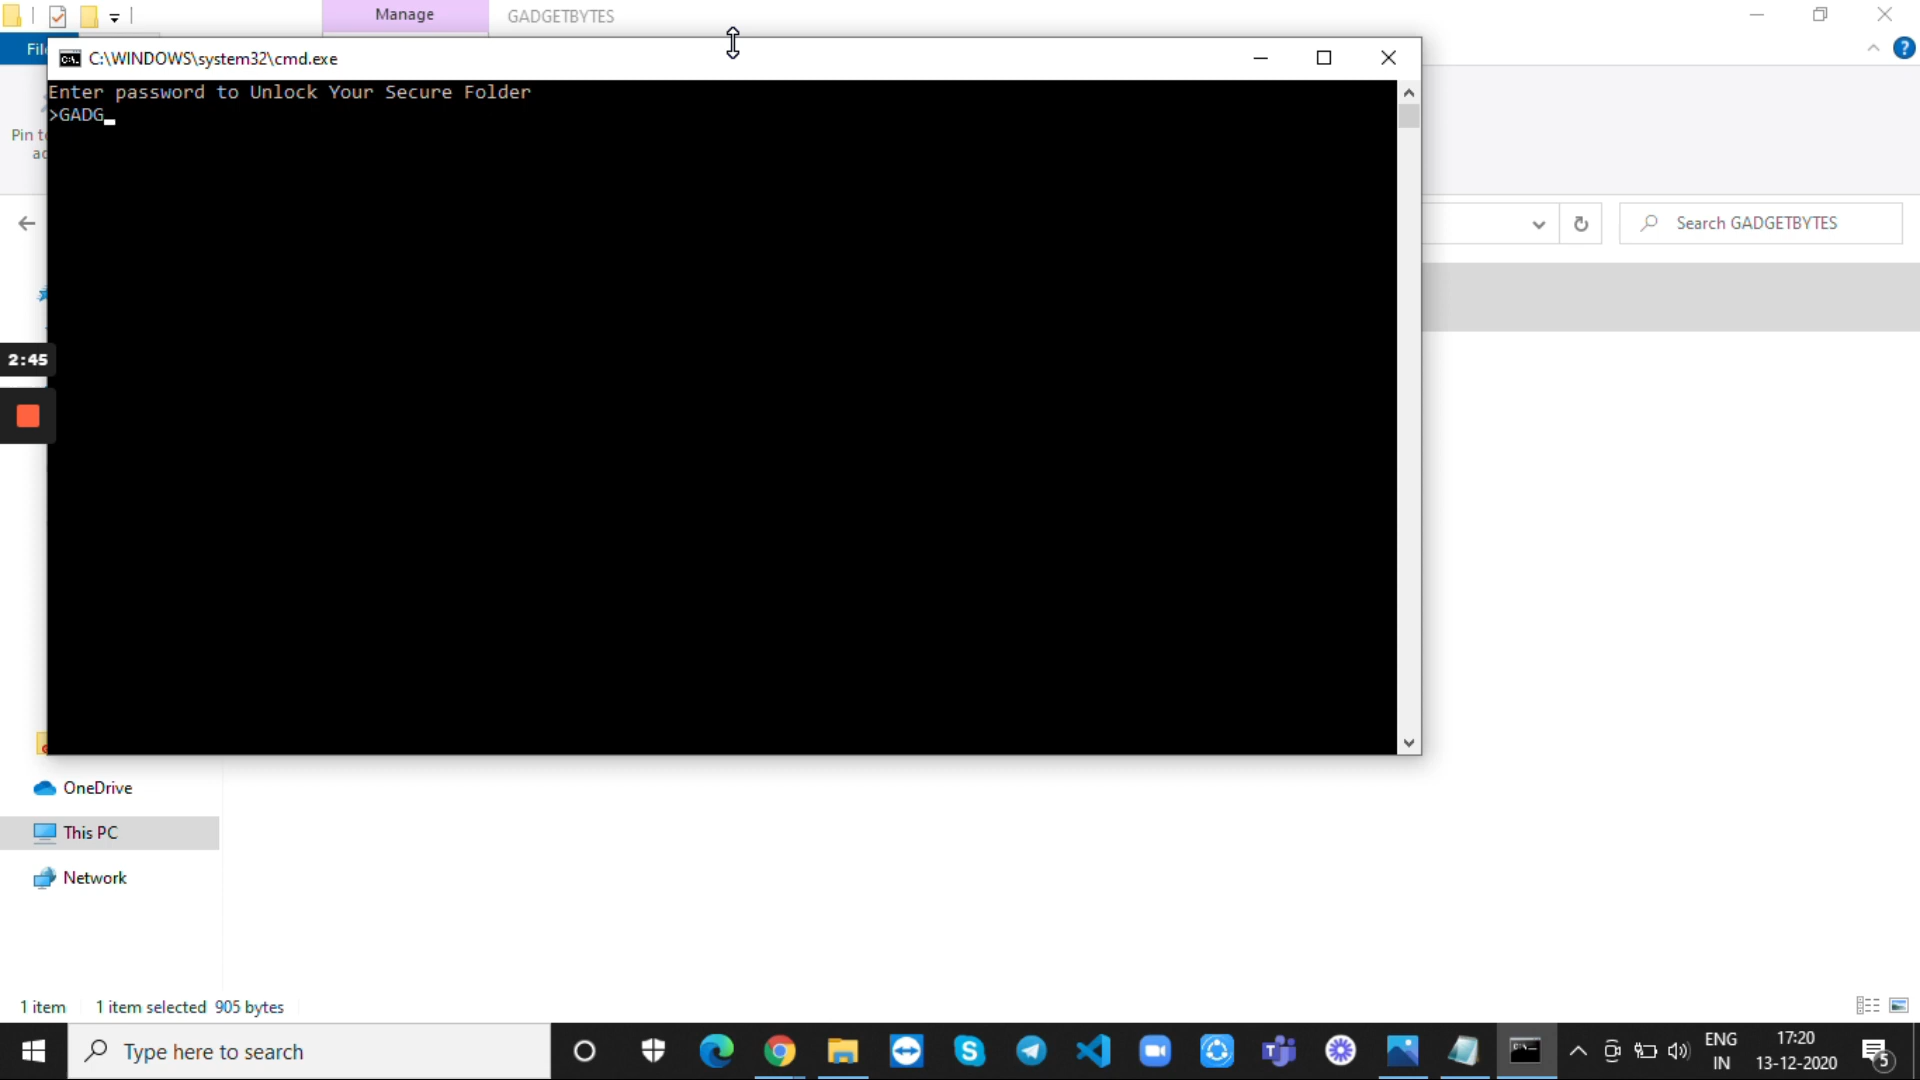 Manage
GADGETBYTES
C:\WINDOWS\system32\cmd.exe
Enter password to Unlock Your Secure Folder
>GADG
Search GADGETBYTES
2:45
OneDrive
This PC
Network
1 item
1 item selected 905 bytes
Type here to search
ENG
IN
17:20
13-12-2020
5